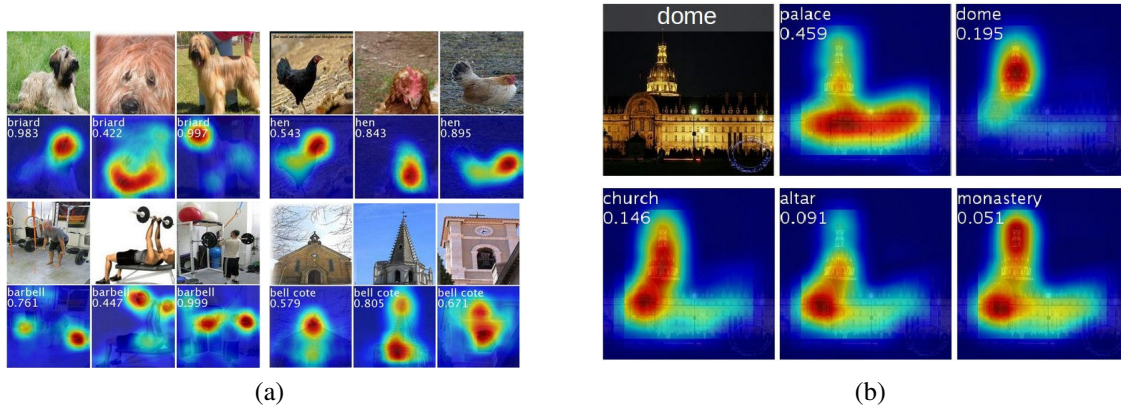 briard
0.983
briard
0.422
briard
0.997
hen
0.543
hen
0.843
hen
0.895
barbell
0.761
barbell
0.447
barbell
0.999
bell cote
0.579
bell cote
0.805
bell cote
0.671
(a)
dome
palace
0.459
dome
0.195
church
0.146
altar
0.091
monastery
0.051
(b)